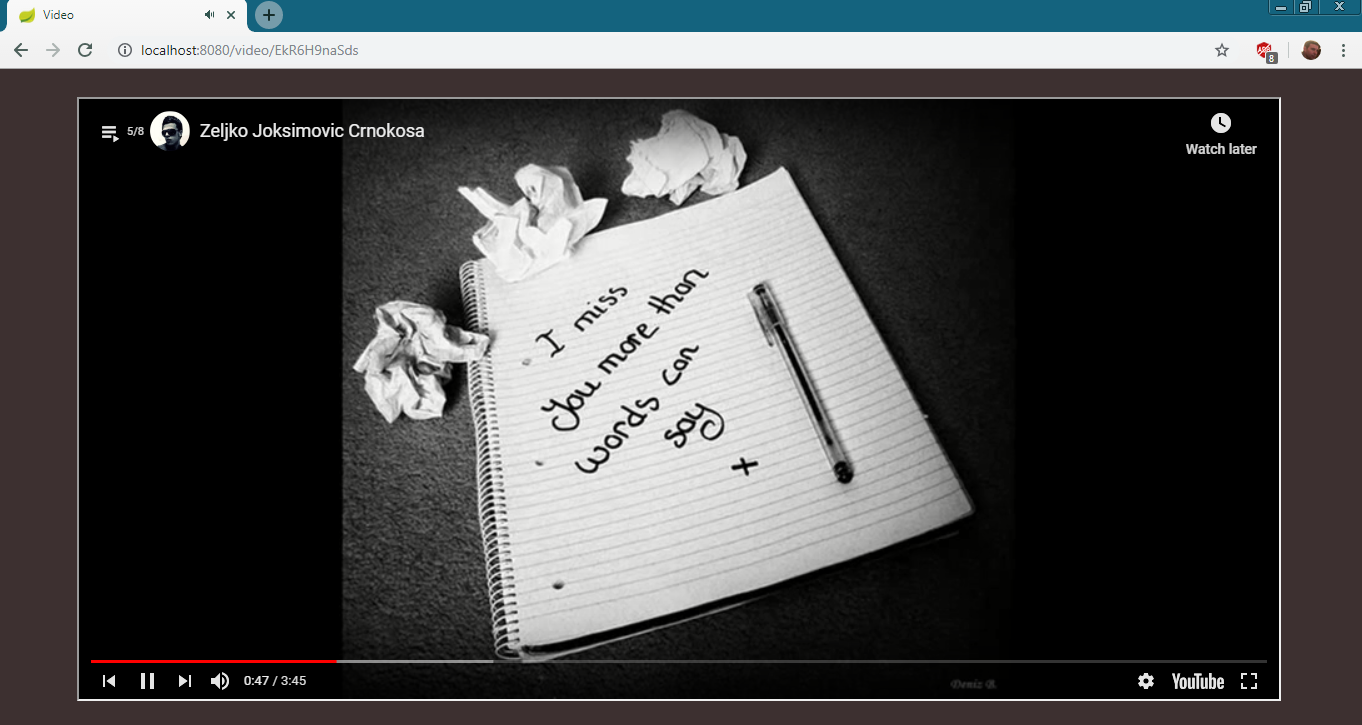 Video
localhost:8080/video/EkR6H9naSds
ABP
8
5/8
Zeljko Joksimovic Crnokosa
Watch later
I miss
You more than
words can
say
+
Deniz B.
0:47 / 3:45
YouTube